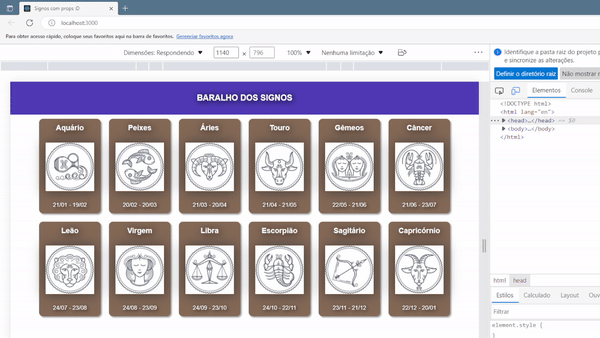 Signos com props :D
localhost:3000
Para obter acesso rápido, coloque seus favoritos aqui na barra de favoritos. Gerenciar favoritos agora
Dimensões: Respondendo 1140 × 796 100% Nenhuma limitação
Identifique a pasta raiz do projeto p
e sincronize as alterações.
Definir o diretório raiz Não mostrar n
Elementos Console
<!DOCTYPE html>
<html lang="en">
<head>…</head> == $0
<body>…</body>
</html>
BARALHO DOS SIGNOS
Aquário Peixes Áries Touro Gêmeos Câncer
21/01 - 19/02 20/02 - 20/03 21/03 - 20/04 21/04 - 21/05 22/05 - 21/06 21/06 - 23/07
Leão Virgem Libra Escorpião Sagitário Capricórnio
24/07 - 23/08 24/08 - 23/09 24/09 - 23/10 24/10 - 22/11 23/11 - 21/12 22/12 - 20/01
html head
Estilos Calculado Layout Ouvi
Filtrar
element.style {
}